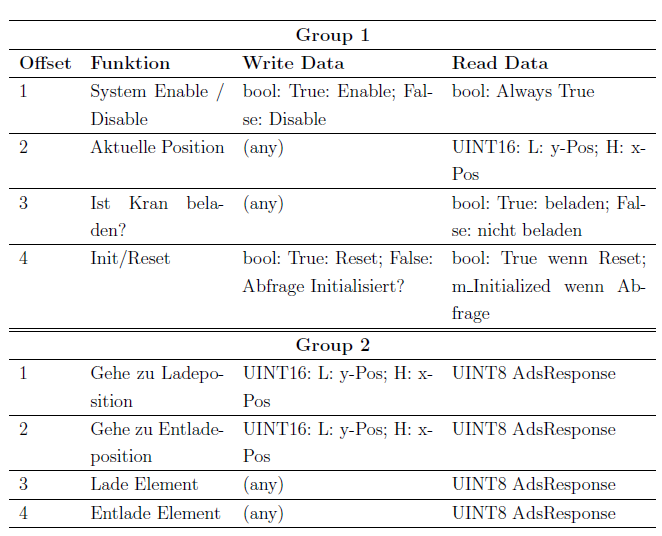 Group 1
Offset Funktion Write Data Read Data
1 System Enable / bool: True: Enable; Fal- bool: Always True
Disable se: Disable
2 Aktuelle Position (any) UINT16: L: y-Pos; H: x-
Pos
3 Ist Kran bela- (any) bool: True: beladen; Fal-
den? se: nicht beladen
4 Init/Reset bool: True: Reset; False: bool: True wenn Reset;
Abfrage Initialisiert? m_Initialized wenn Ab-
frage
Group 2
1 Gehe zu Ladepo- UINT16: L: y-Pos; H: x- UINT8 AdsResponse
sition Pos
2 Gehe zu Entlade- UINT16: L: y-Pos; H: x- UINT8 AdsResponse
position Pos
3 Lade Element (any) UINT8 AdsResponse
4 Entlade Element (any) UINT8 AdsResponse